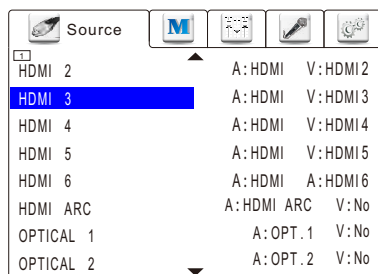 Source M
1
HDMI 2 A:HDMI V:HDMI2
HDMI 3 A:HDMI V:HDMI3
HDMI 4 A:HDMI V:HDMI4
HDMI 5 A:HDMI V:HDMI5
HDMI 6 A:HDMI A:HDMI6
HDMI ARC A:HDMI ARC V:No
OPTICAL 1 A:OPT.1 V:No
OPTICAL 2 A:OPT.2 V:No